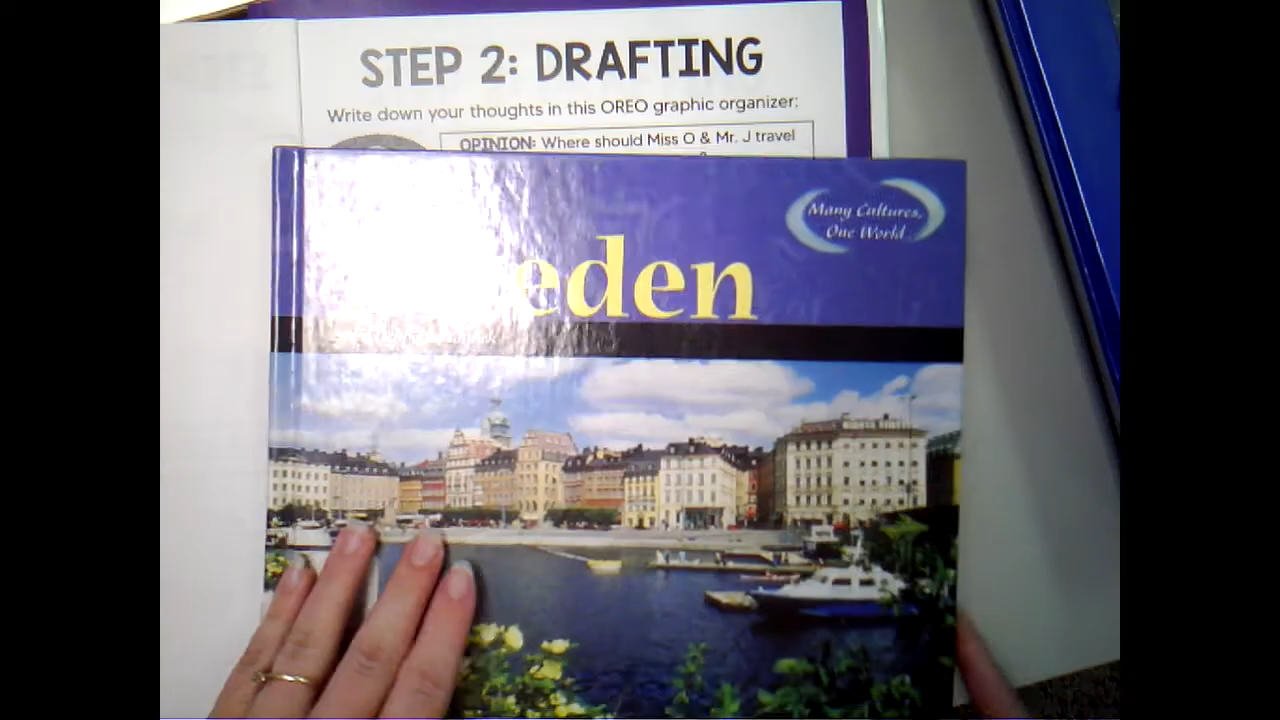 STEP 2: DRAFTING
Write down your thoughts in this OREO graphic organizer:
OPINION: Where should Miss O & Mr. J travel
Many Cultures,
One World
eden